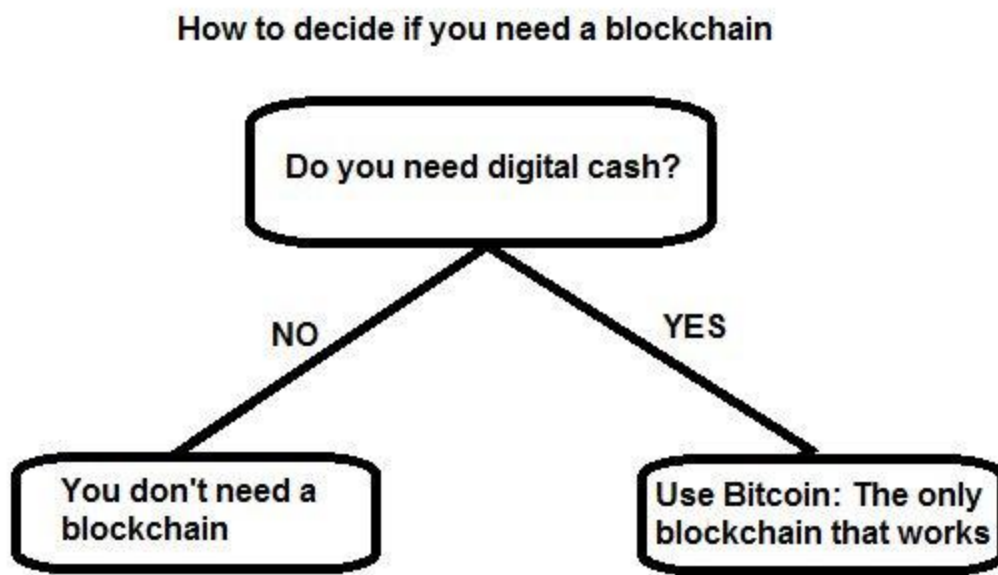 How to decide if you need a blockchain
Do you need digital cash?
NO
YES
You don't need a
blockchain
Use Bitcoin: The only
blockchain that works